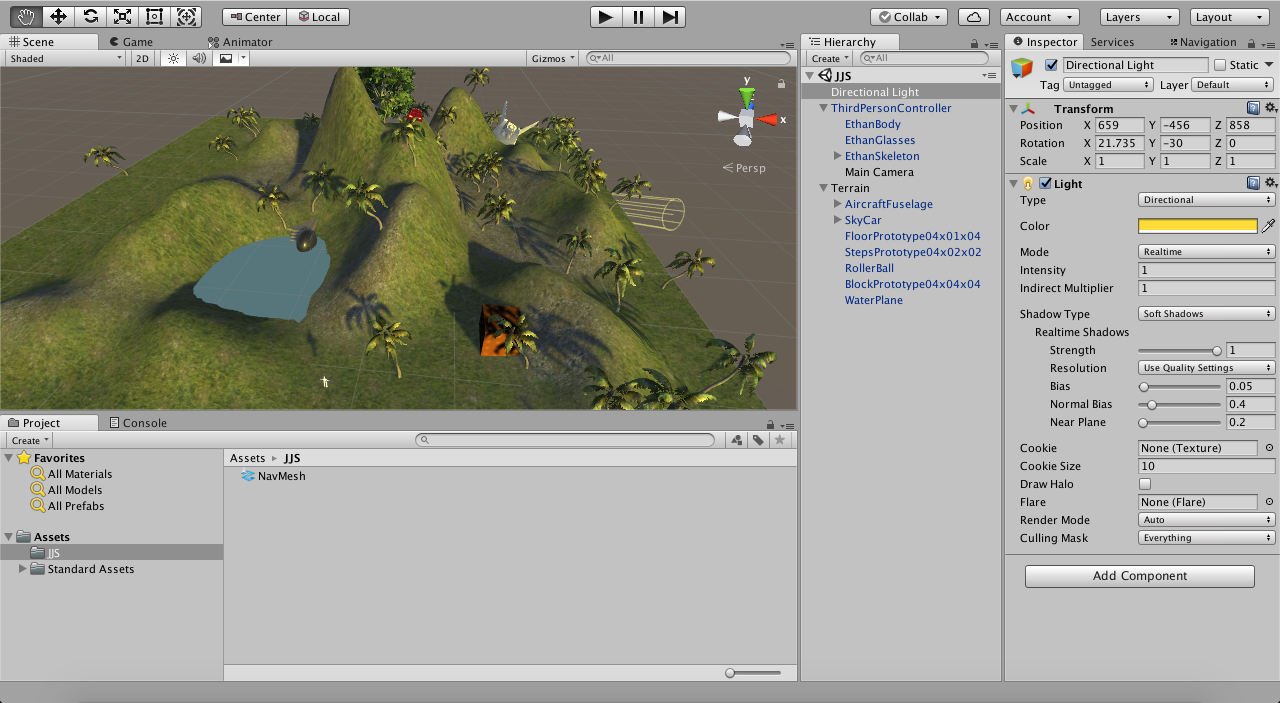 Center Local Collab Account Layers Layout
Scene Game Animator
Shaded 2D Gizmos All
y
x
Persp
Project Console
Create
Favorites
All Materials
All Models
All Prefabs
Assets
JJS
Standard Assets
Assets ▸ JJS
NavMesh
Hierarchy
Create All
JJS
Directional Light
ThirdPersonController
EthanBody
EthanGlasses
EthanSkeleton
Main Camera
Terrain
AircraftFuselage
SkyCar
FloorPrototype04x01x04
StepsPrototype04x02x02
RollerBall
BlockPrototype04x04x04
WaterPlane
Inspector Services Navigation
Directional Light Static
Tag Untagged Layer Default
Transform
Position X 659 Y -456 Z 858
Rotation X 21.735 Y -30 Z 0
Scale X 1 Y 1 Z 1
Light
Type Directional
Color
Mode Realtime
Intensity 1
Indirect Multiplier 1
Shadow Type Soft Shadows
Realtime Shadows
Strength 1
Resolution Use Quality Settings
Bias 0.05
Normal Bias 0.4
Near Plane 0.2
Cookie None (Texture)
Cookie Size 10
Draw Halo
Flare None (Flare)
Render Mode Auto
Culling Mask Everything
Add Component